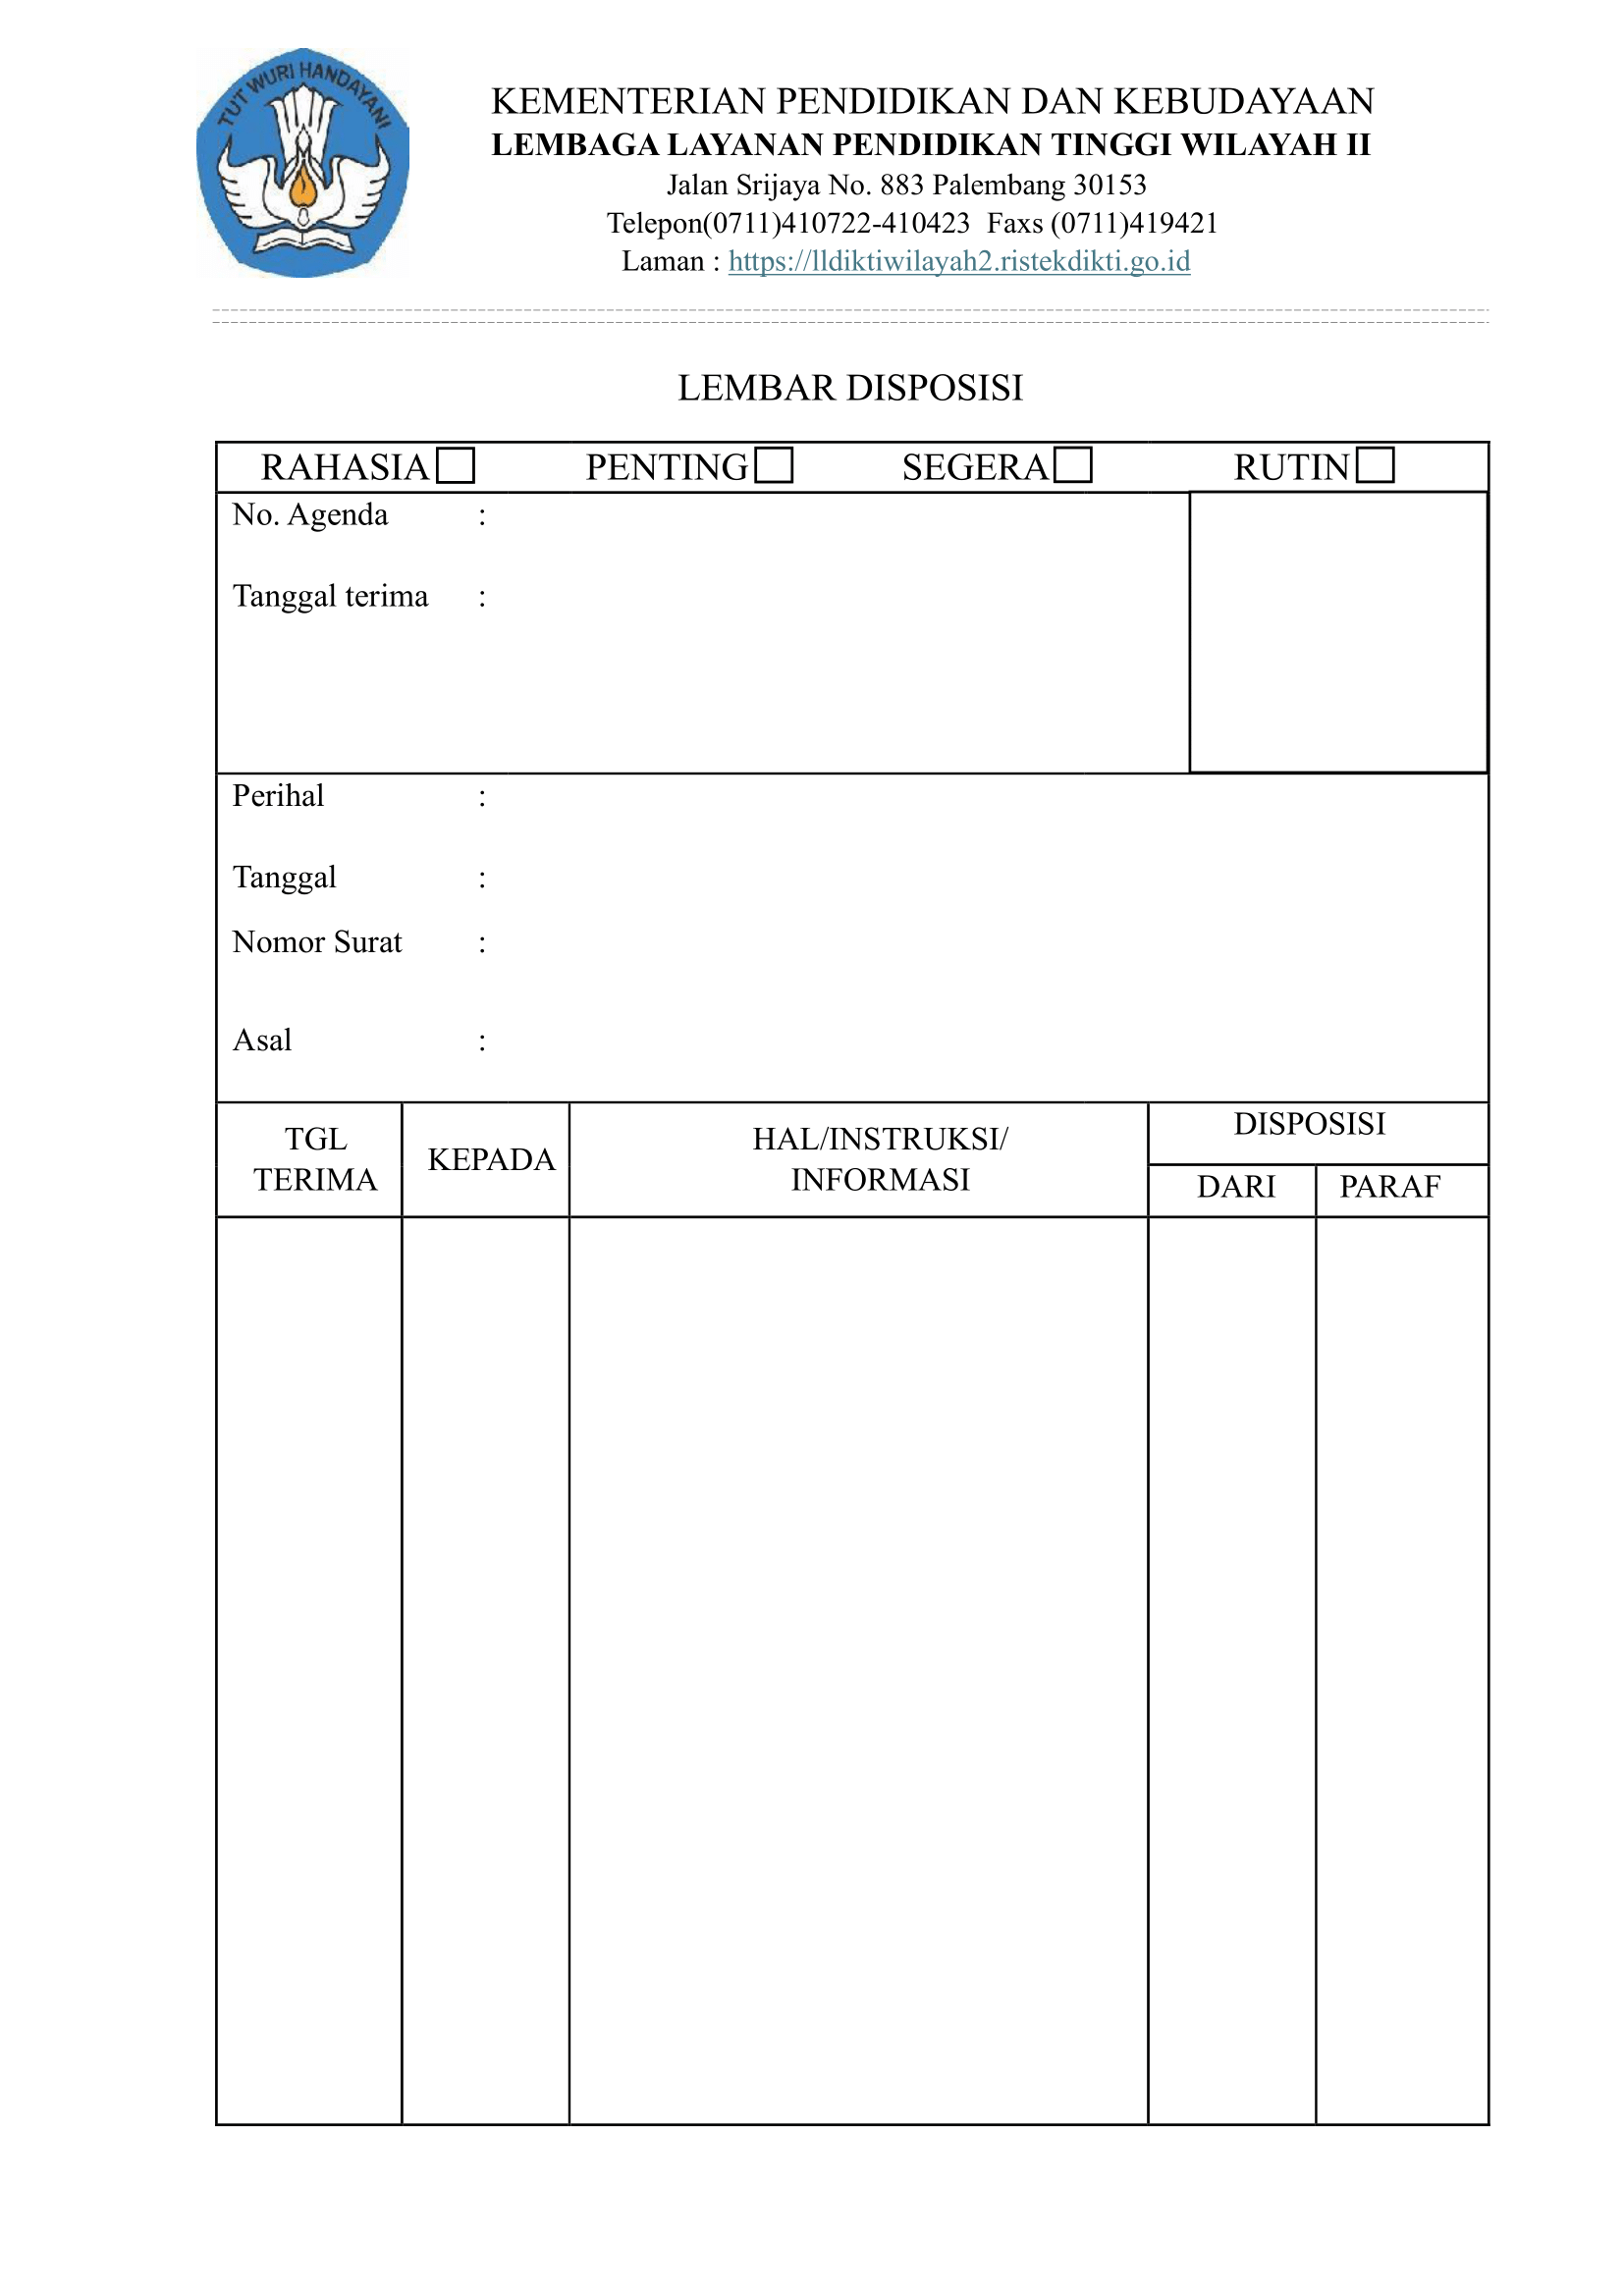 TUT WURI HANDAYANI
KEMENTERIAN PENDIDIKAN DAN KEBUDAYAAN
LEMBAGA LAYANAN PENDIDIKAN TINGGI WILAYAH II
Jalan Srijaya No. 883 Palembang 30153
Telepon(0711)410722-410423 Faxs (0711)419421
Laman : https://lldiktiwilayah2.ristekdikti.go.id
LEMBAR DISPOSISI
RAHASIA PENTING SEGERA RUTIN
No. Agenda :
Tanggal terima :
Perihal :
Tanggal :
Nomor Surat :
Asal :
TGL
TERIMA
KEPADA
HAL/INSTRUKSI/
INFORMASI
DISPOSISI
DARI PARAF